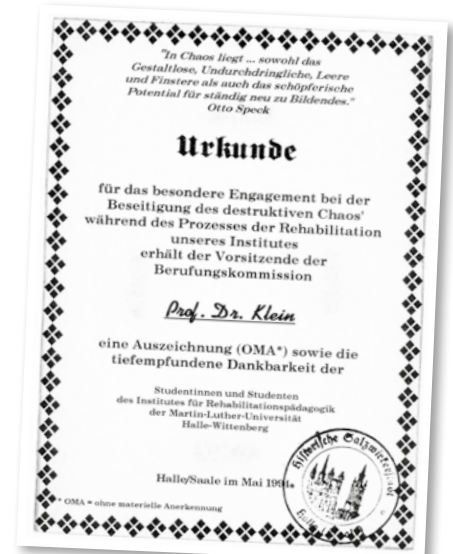 "In Chaos liegt ... sowohl das
Gestaltlose, Undurchdringliche, Leere
und Finstere als auch das schöpferische
Potential für ständig neu zu Bildendes."
Otto Speck
Urkunde
für das besondere Engagement bei der
Beseitigung des destruktiven Chaos'
während des Prozesses der Rehabilitation
unseres Institutes
erhält der Vorsitzende der
Berufungskommission
Prof. Dr. Klein
eine Auszeichnung (OMA*) sowie die
tiefempfundene Dankbarkeit der
Studentinnen und Studenten
des Institutes für Rehabilitationspädagogik
der Martin-Luther-Universität
Halle-Wittenberg
Halle/Saale im Mai
* OMA = ohne materielle Anerkennung